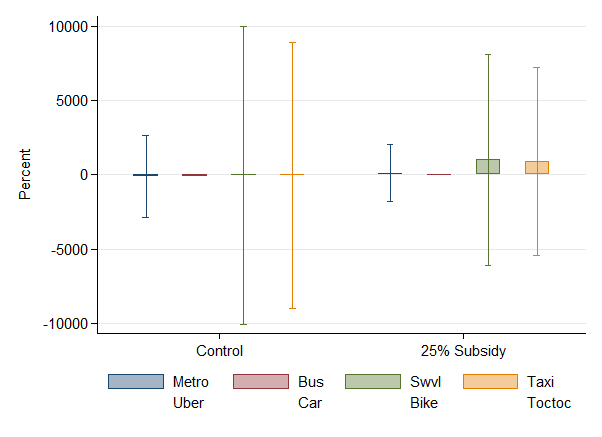 10000
5000
0
-5000
-10000
Percent
Control 25% Subsidy
Metro Bus Swvl Taxi
Uber Car Bike Toctoc